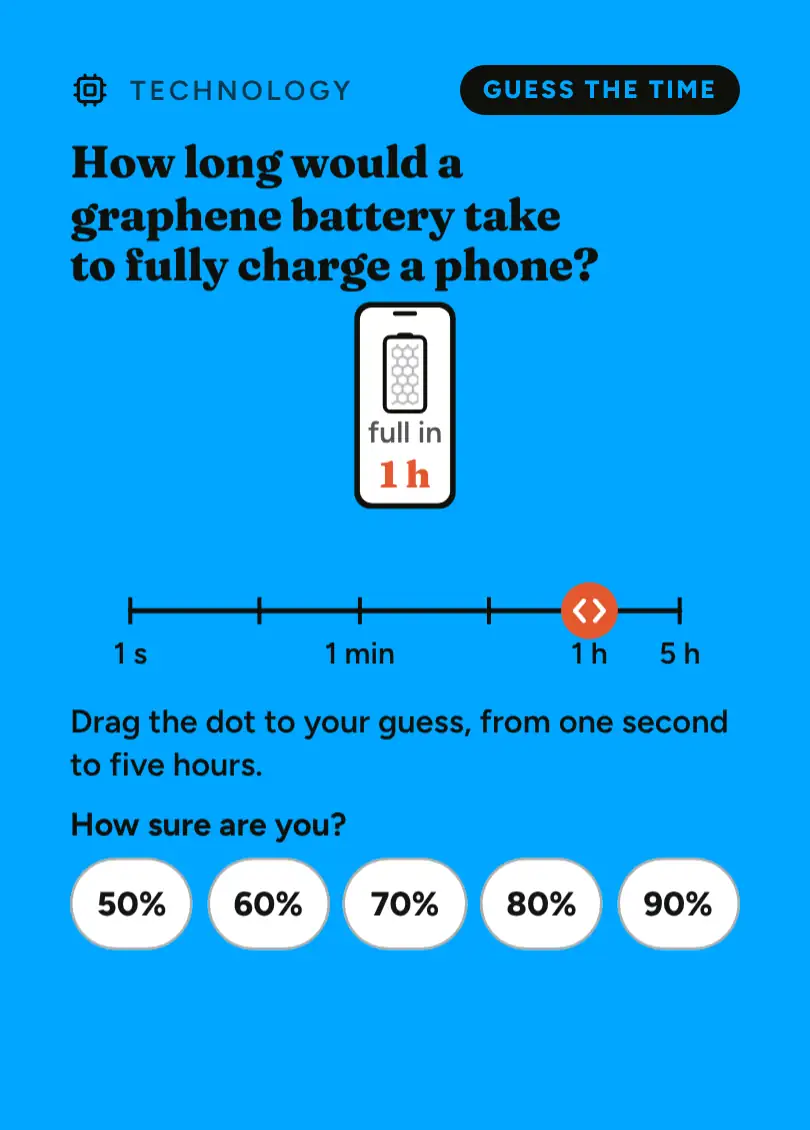 TECHNOLOGY
GUESS THE TIME
How long would a
graphene battery take
to fully charge a phone?
full in
1 h
1 s
1 min
1 h
5 h
Drag the dot to your guess, from one second
to five hours.
How sure are you?
50%
60%
70%
80%
90%